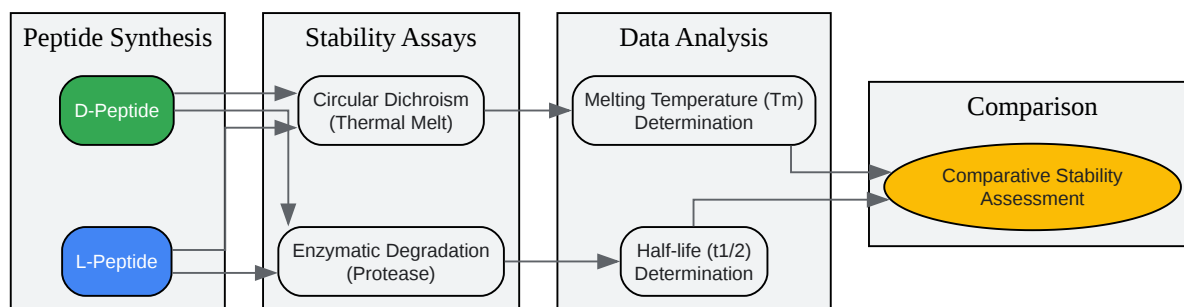 Peptide Synthesis
D-Peptide
L-Peptide
Stability Assays
Circular Dichroism
(Thermal Melt)
Enzymatic Degradation
(Protease)
Data Analysis
Melting Temperature (Tm)
Determination
Half-life (t1/2)
Determination
Comparison
Comparative Stability
Assessment